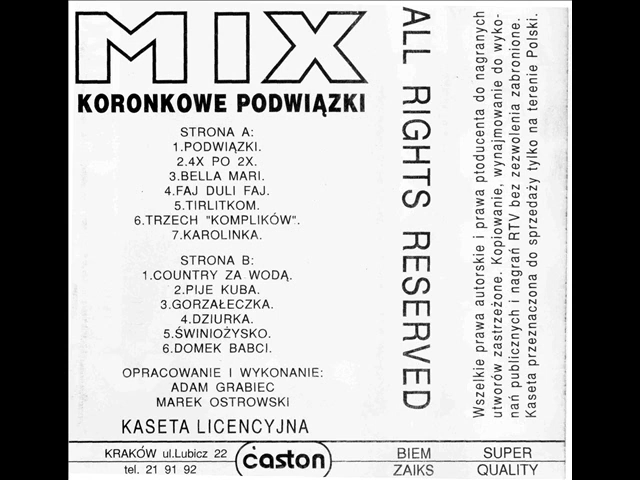 MIX
KORONKOWE PODWIĄZKI
STRONA A:
1.PODWIĄZKI.
2.4X PO 2X.
3.BELLA MARI.
4.FAJ DULI FAJ.
5.TIRLITKOM.
6.TRZECH "KOMPLIKÓW".
7.KAROLINKA.
STRONA B:
1.COUNTRY ZA WODĄ.
2.PIJE KUBA.
3.GORZAŁECZKA.
4.DZIURKA.
5.ŚWINIOŻYSKO.
6.DOMEK BABCI.
OPRACOWANIE I WYKONANIE:
ADAM GRABIEC
MAREK OSTROWSKI
KASETA LICENCYJNA
KRAKÓW ul.Lubicz 22
tel. 21 91 92
caston
BIEM
ZAIKS
SUPER
QUALITY
ALL RIGHTS RESERVED
Wszelkie prawa autorskie i prawa ptoducenta do nagranych
utworów zastrzeżone. Kopiowanie, wynajmowanie do wyko-
nań publicznych i nagrań RTV bez zezwolenia zabronione.
Kaseta przeznaczona do sprzedaży tylko na terenie Polski.